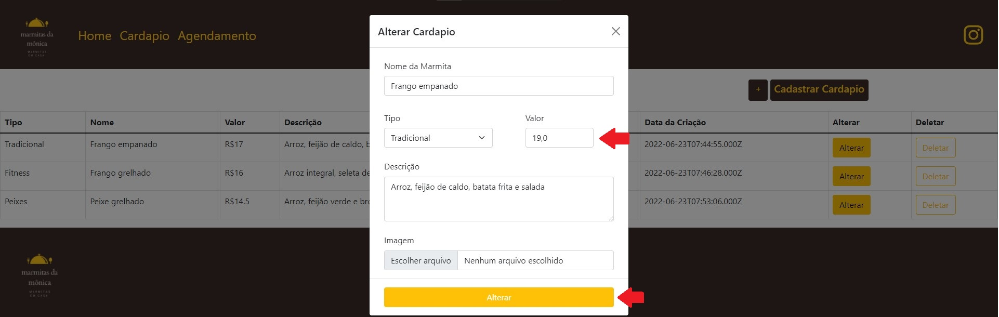 marmitas da
mônica
MARMITAS
EM CASA
Home Cardapio Agendamento
Alterar Cardapio
Nome da Marmita
Frango empanado
Tipo Valor
Tradicional 19,0
Descrição
Arroz, feijão de caldo, batata frita e salada
Imagem
Escolher arquivo Nenhum arquivo escolhido
Alterar
+ Cadastrar Cardapio
Tipo Nome Valor Descrição Data da Criação Alterar Deletar
Tradicional Frango empanado R$17 Arroz, feijão de caldo, b 2022-06-23T07:44:55.000Z Alterar Deletar
Fitness Frango grelhado R$16 Arroz integral, seleta de 2022-06-23T07:46:28.000Z Alterar Deletar
Peixes Peixe grelhado R$14.5 Arroz, feijão verde e bro 2022-06-23T07:53:06.000Z Alterar Deletar
marmitas da
mônica
MARMITAS
EM CASA